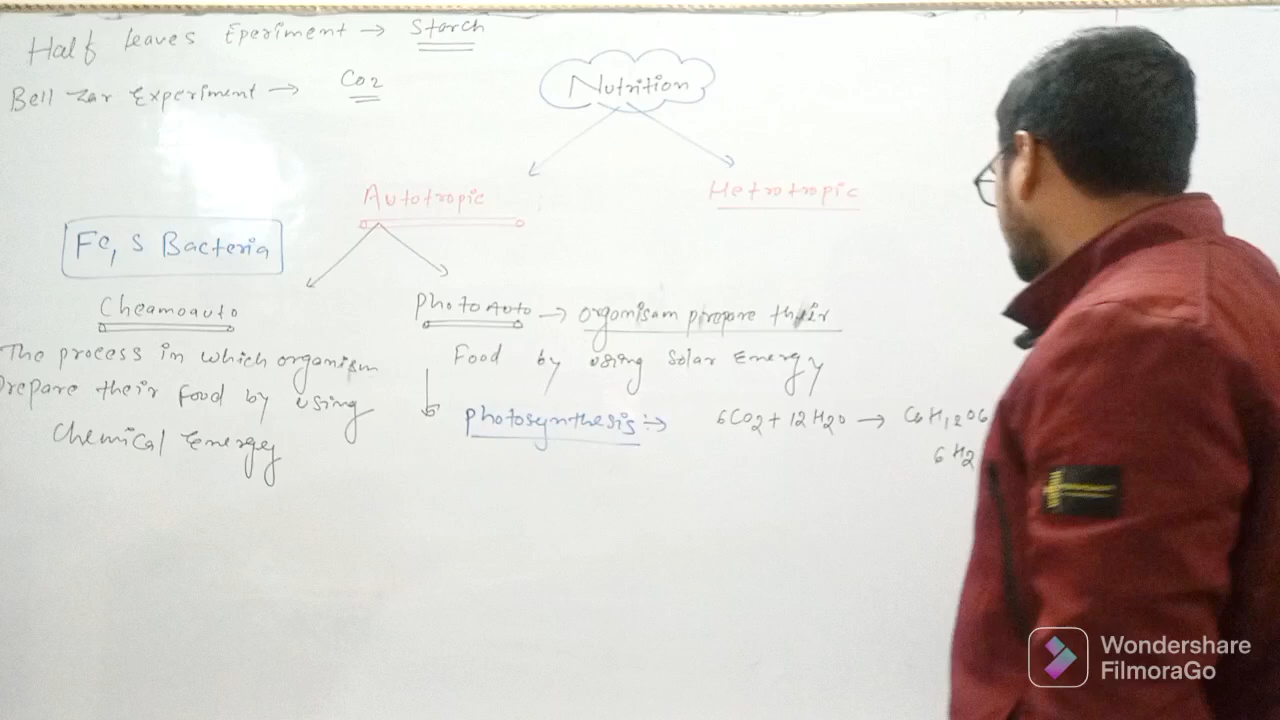 Half leaves Eperiment → Starch
Bell Zar Experiment → Co2
Nutrition
Autotropic
Hetrotropic
Fe, S Bacteria
Cheamoauto
The process in which organism
Prepare their food by using
Chemical Energy
Photo Auto → organisam prepare their
Food by using Solar Energy
photosynthesis :→ 6CO2 + 12H2O → C6H12O6
6 H2
Wondershare
FilmoraGo